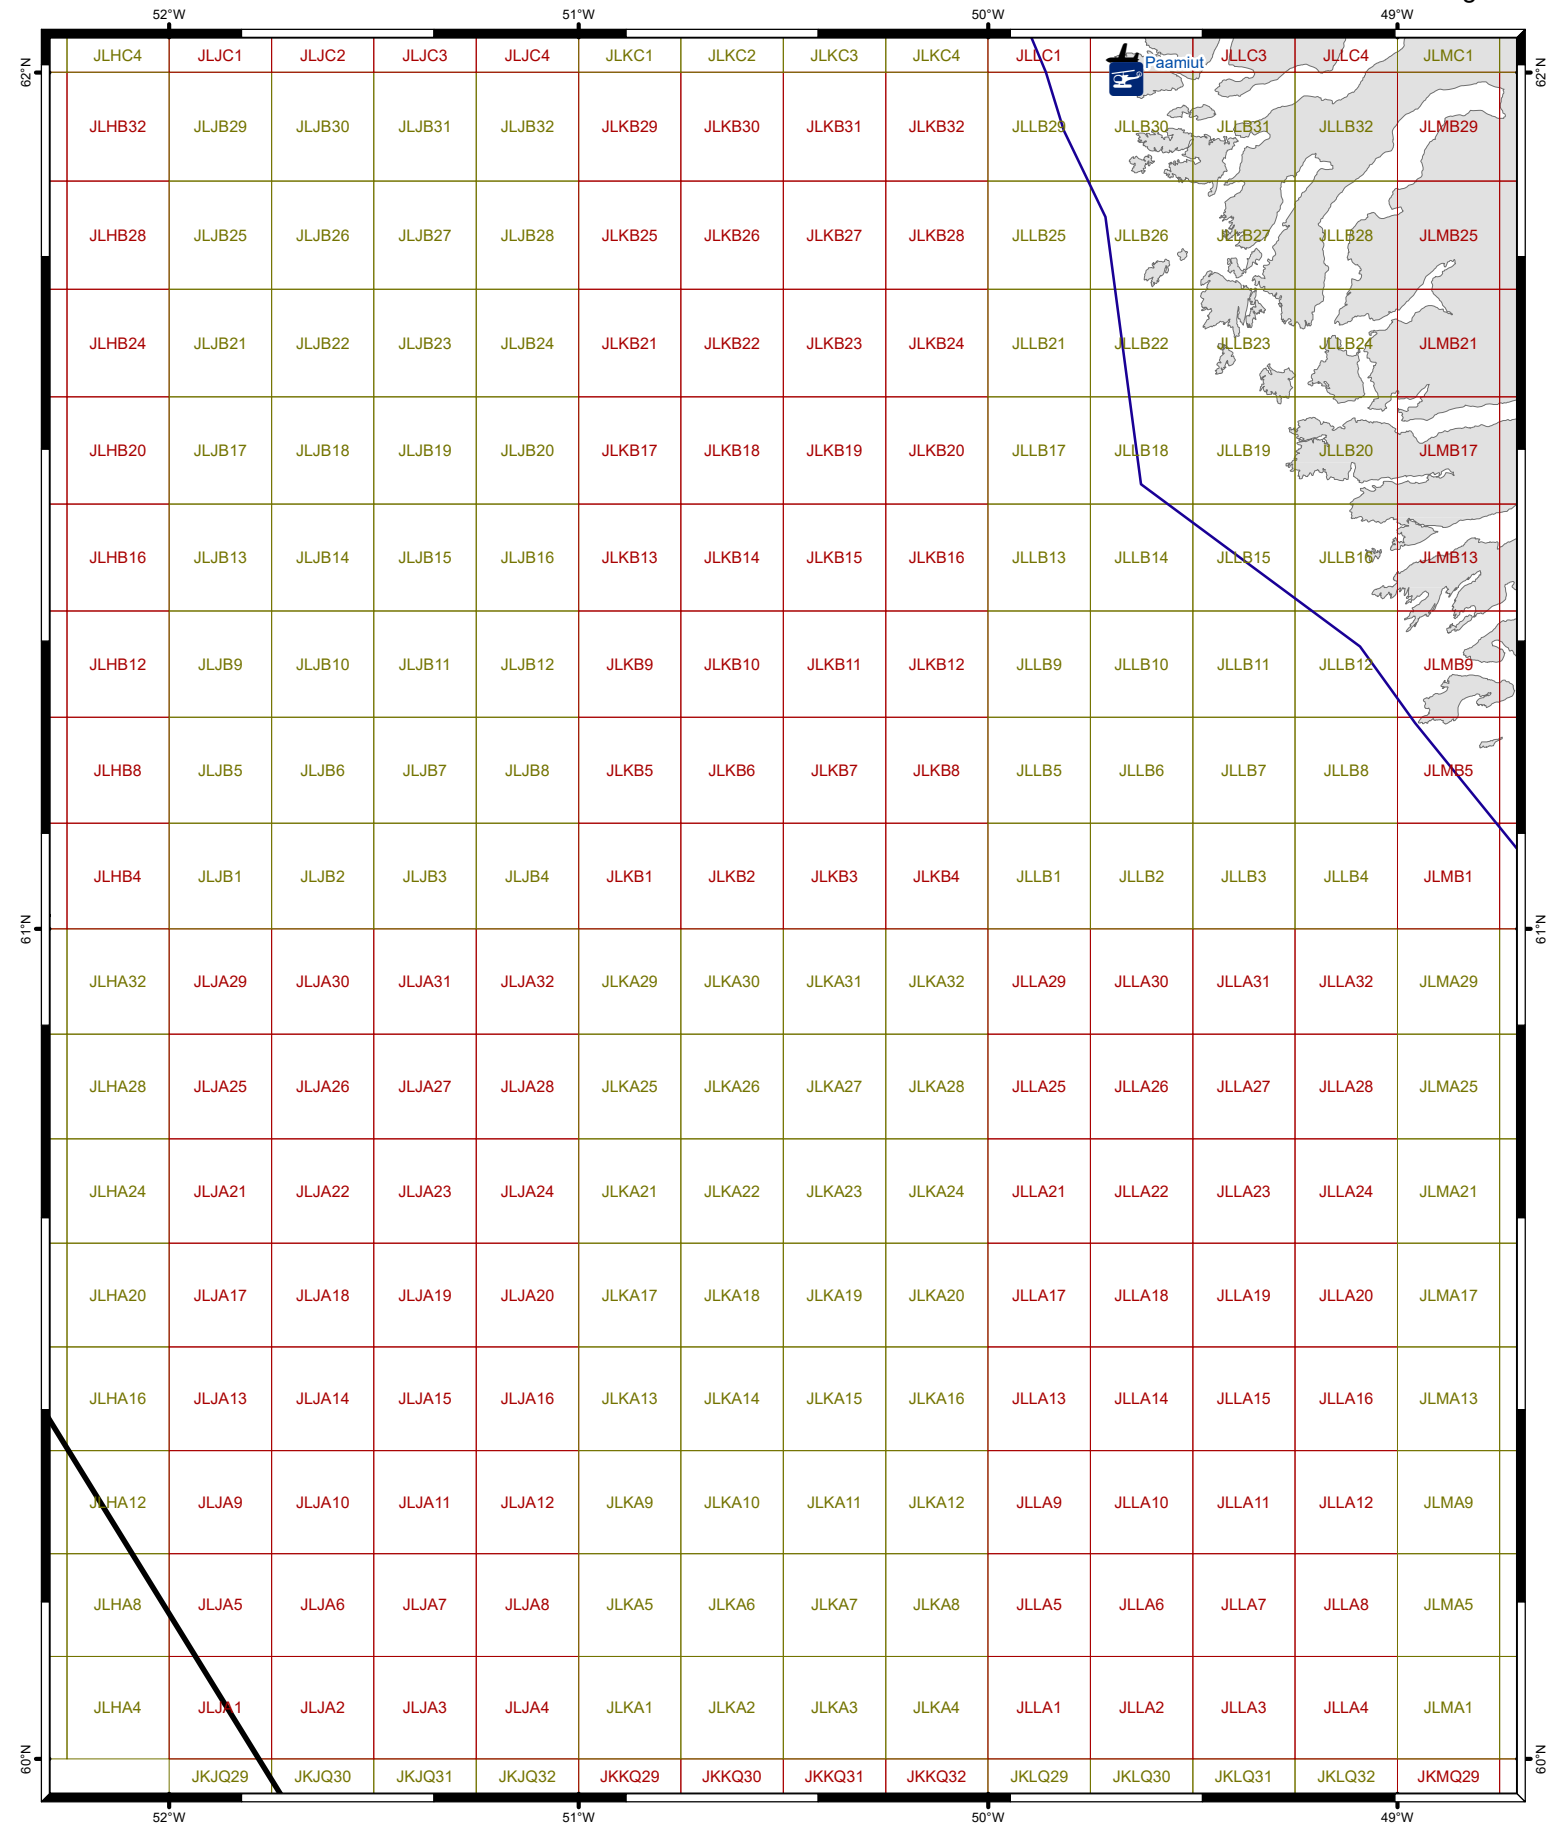 g
52°W 51°W 50°W 49°W
JLHC4 JLJC1 JLJC2 JLJC3 JLJC4 JLKC1 JLKC2 JLKC3 JLKC4 JLLC1 JLLC3 JLLC4 JLMC1
Paamiut
62°N 62°N
JLHB32 JLJB29 JLJB30 JLJB31 JLJB32 JLKB29 JLKB30 JLKB31 JLKB32 JLLB29 JLLB30 JLLB31 JLLB32 JLMB29
JLHB28 JLJB25 JLJB26 JLJB27 JLJB28 JLKB25 JLKB26 JLKB27 JLKB28 JLLB25 JLLB26 JLLB27 JLLB28 JLMB25
JLHB24 JLJB21 JLJB22 JLJB23 JLJB24 JLKB21 JLKB22 JLKB23 JLKB24 JLLB21 JLLB22 JLLB23 JLLB24 JLMB21
JLHB20 JLJB17 JLJB18 JLJB19 JLJB20 JLKB17 JLKB18 JLKB19 JLKB20 JLLB17 JLLB18 JLLB19 JLLB20 JLMB17
JLHB16 JLJB13 JLJB14 JLJB15 JLJB16 JLKB13 JLKB14 JLKB15 JLKB16 JLLB13 JLLB14 JLLB15 JLLB16 JLMB13
JLHB12 JLJB9 JLJB10 JLJB11 JLJB12 JLKB9 JLKB10 JLKB11 JLKB12 JLLB9 JLLB10 JLLB11 JLLB12 JLMB9
JLHB8 JLJB5 JLJB6 JLJB7 JLJB8 JLKB5 JLKB6 JLKB7 JLKB8 JLLB5 JLLB6 JLLB7 JLLB8 JLMB5
JLHB4 JLJB1 JLJB2 JLJB3 JLJB4 JLKB1 JLKB2 JLKB3 JLKB4 JLLB1 JLLB2 JLLB3 JLLB4 JLMB1
61°N 61°N
JLHA32 JLJA29 JLJA30 JLJA31 JLJA32 JLKA29 JLKA30 JLKA31 JLKA32 JLLA29 JLLA30 JLLA31 JLLA32 JLMA29
JLHA28 JLJA25 JLJA26 JLJA27 JLJA28 JLKA25 JLKA26 JLKA27 JLKA28 JLLA25 JLLA26 JLLA27 JLLA28 JLMA25
JLHA24 JLJA21 JLJA22 JLJA23 JLJA24 JLKA21 JLKA22 JLKA23 JLKA24 JLLA21 JLLA22 JLLA23 JLLA24 JLMA21
JLHA20 JLJA17 JLJA18 JLJA19 JLJA20 JLKA17 JLKA18 JLKA19 JLKA20 JLLA17 JLLA18 JLLA19 JLLA20 JLMA17
JLHA16 JLJA13 JLJA14 JLJA15 JLJA16 JLKA13 JLKA14 JLKA15 JLKA16 JLLA13 JLLA14 JLLA15 JLLA16 JLMA13
JLHA12 JLJA9 JLJA10 JLJA11 JLJA12 JLKA9 JLKA10 JLKA11 JLKA12 JLLA9 JLLA10 JLLA11 JLLA12 JLMA9
JLHA8 JLJA5 JLJA6 JLJA7 JLJA8 JLKA5 JLKA6 JLKA7 JLKA8 JLLA5 JLLA6 JLLA7 JLLA8 JLMA5
JLHA4 JLJA1 JLJA2 JLJA3 JLJA4 JLKA1 JLKA2 JLKA3 JLKA4 JLLA1 JLLA2 JLLA3 JLLA4 JLMA1
60°N 60°N
JKJQ29 JKJQ30 JKJQ31 JKJQ32 JKKQ29 JKKQ30 JKKQ31 JKKQ32 JKLQ29 JKLQ30 JKLQ31 JKLQ32 JKMQ29
52°W 51°W 50°W 49°W